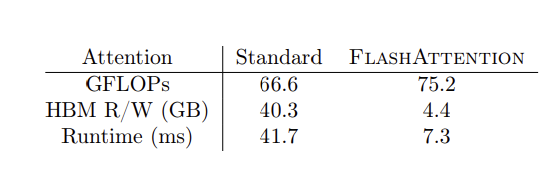 Attention Standard FLASHATTENTION
GFLOPs 66.6 75.2
HBM R/W (GB) 40.3 4.4
Runtime (ms) 41.7 7.3